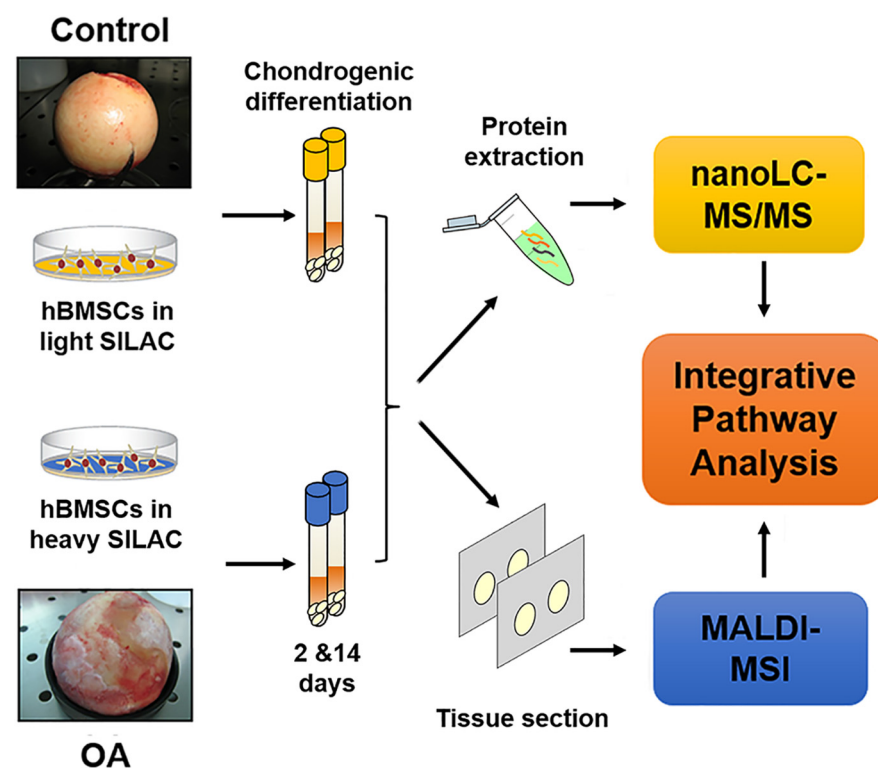 Control
hBMSCs in
light SILAC
hBMSCs in
heavy SILAC
OA
Chondrogenic
differentiation
2 &14
days
Protein
extraction
Tissue section
nanoLC-
MS/MS
Integrative
Pathway
Analysis
MALDI-
MSI